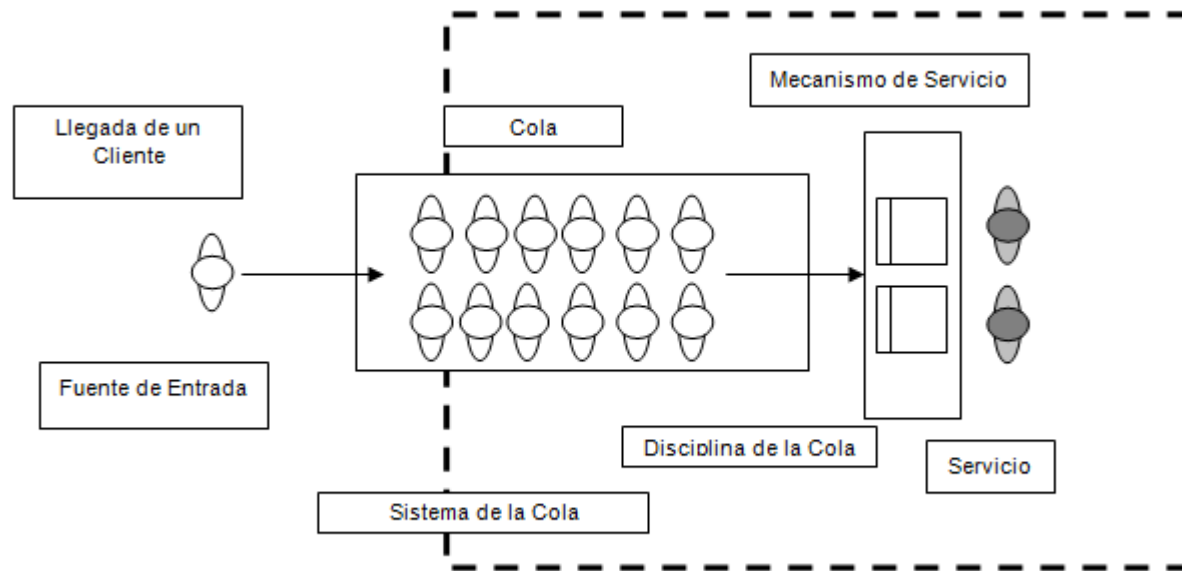 Mecanismo de Servicio
Llegada de un
Cliente
Cola
Fuente de Entrada
Disciplina de la Cola
Servicio
Sistema de la Cola